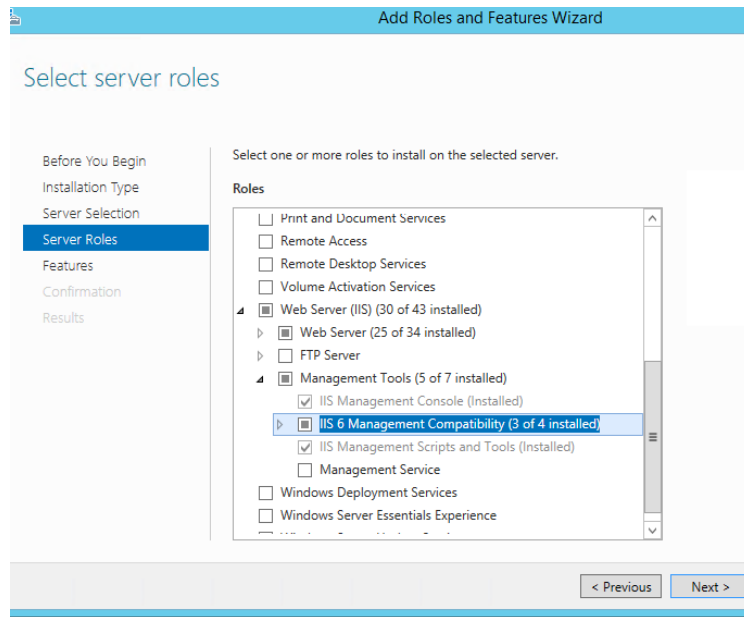 Add Roles and Features Wizard
Select server roles
Before You Begin
Installation Type
Server Selection
Server Roles
Features
Confirmation
Results
Select one or more roles to install on the selected server.
Roles
Print and Document Services
Remote Access
Remote Desktop Services
Volume Activation Services
Web Server (IIS) (30 of 43 installed)
Web Server (25 of 34 installed)
FTP Server
Management Tools (5 of 7 installed)
IIS Management Console (Installed)
IIS 6 Management Compatibility (3 of 4 installed)
IIS Management Scripts and Tools (Installed)
Management Service
Windows Deployment Services
Windows Server Essentials Experience
< Previous
Next >